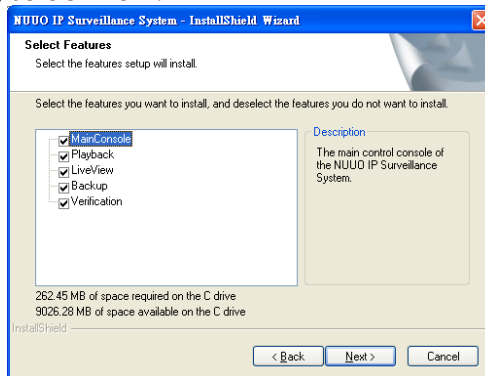 NUUO IP Surveillance System - InstallShield Wizard
Select Features
Select the features setup will install.
Select the features you want to install, and deselect the features you do not want to install.
MainConsole
Playback
LiveView
Backup
Verification
Description
The main control console of
the NUUO IP Surveillance
System.
262.45 MB of space required on the C drive
9026.28 MB of space available on the C drive
InstallShield
< Back
Next >
Cancel